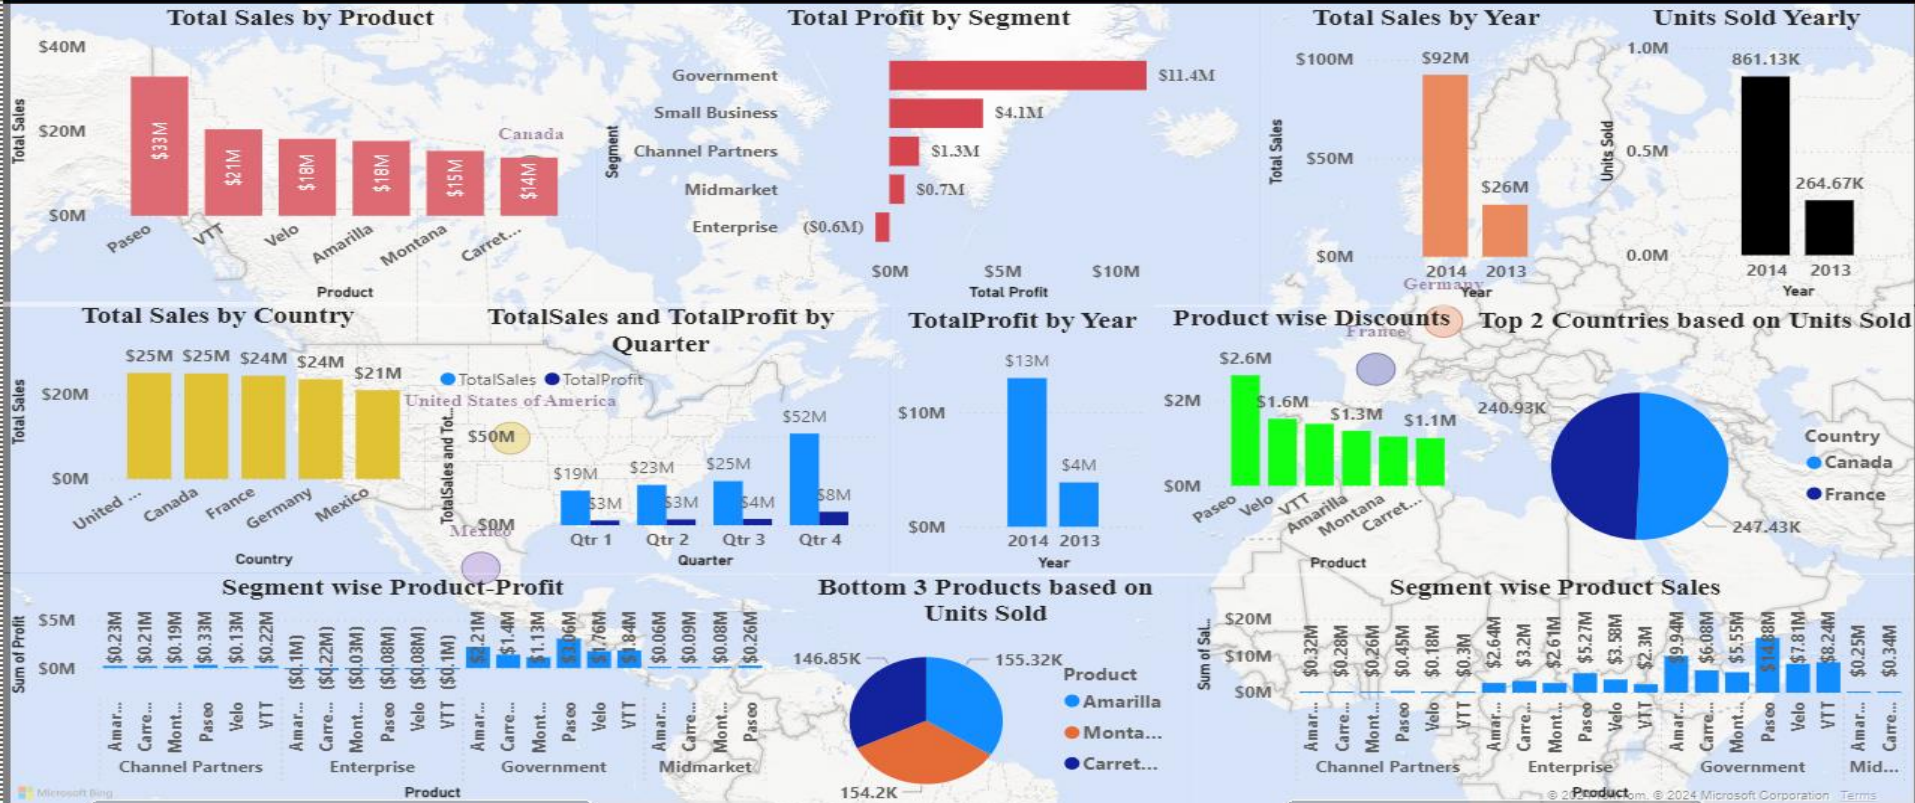 Total Sales by Product
$40M
$20M
$0M
Total Sales
$33M
$21M
$18M
$18M
$15M
$14M
Paseo
VTT
Velo
Amarilla
Montana
Carret...
Product
Canada
Total Profit by Segment
Segment
Government
$11.4M
Small Business
$4.1M
Channel Partners
$1.3M
Midmarket
$0.7M
Enterprise
($0.6M)
$0M $5M $10M
Total Profit
Total Sales by Year
$100M
$50M
$0M
Total Sales
$92M
$26M
2014 2013
Year
Germany
Units Sold Yearly
1.0M
0.5M
0.0M
Units Sold
861.13K
264.67K
2014 2013
Year
Total Sales by Country
$20M
$0M
Total Sales
$25M $25M $24M $24M $21M
United ...
Canada
France
Germany
Mexico
Country
TotalSales and TotalProfit by
Quarter
TotalSales TotalProfit
United States of America
TotalSales and Tot...
$50M
$0M
$19M
$3M
$23M
$3M
$25M
$4M
$52M
$8M
Qtr 1 Qtr 2 Qtr 3 Qtr 4
Quarter
Mexico
TotalProfit by Year
$10M
$0M
$13M
$4M
2014 2013
Year
Product wise Discounts
France
$2M
$0M
$2.6M
$1.6M
$1.3M
$1.1M
Paseo
Velo
VTT
Amarilla
Montana
Carret...
Product
Top 2 Countries based on Units Sold
240.93K
247.43K
Country
Canada
France
Segment wise Product-Profit
Sum of Profit
$5M
$0M
$0.23M
$0.21M
$0.19M
$0.33M
$0.13M
$0.22M
($0.1M)
($0.22M)
($0.03M)
($0.08M)
($0.08M)
($0.1M)
$2.21M
$1.4M
$1.13M
$3.06M
$1.76M
$1.84M
$0.06M
$0.09M
$0.08M
$0.26M
Amar...
Carre...
Mont...
Paseo
Velo
VTT
Amar...
Carre...
Mont...
Paseo
Velo
VTT
Amar...
Carre...
Mont...
Paseo
Velo
VTT
Amar...
Carre...
Mont...
Paseo
Channel Partners Enterprise Government Midmarket
Product
Microsoft Bing
Bottom 3 Products based on
Units Sold
146.85K
155.32K
154.2K
Product
Amarilla
Monta...
Carret...
Segment wise Product Sales
Sum of Sal...
$20M
$10M
$0M
$0.32M
$0.28M
$0.26M
$0.45M
$0.18M
$0.3M
$2.64M
$3.2M
$2.61M
$5.27M
$3.58M
$2.3M
$9.94M
$6.08M
$5.55M
$14.88M
$7.81M
$8.24M
$0.25M
$0.34M
Amar...
Carre...
Mont...
Paseo
Velo
VTT
Amar...
Carre...
Mont...
Paseo
Velo
VTT
Amar...
Carre...
Mont...
Paseo
Velo
VTT
Amar...
Carre...
Channel Partners Enterprise Government Mid...
Product
© 2024 Microsoft Corporation Terms